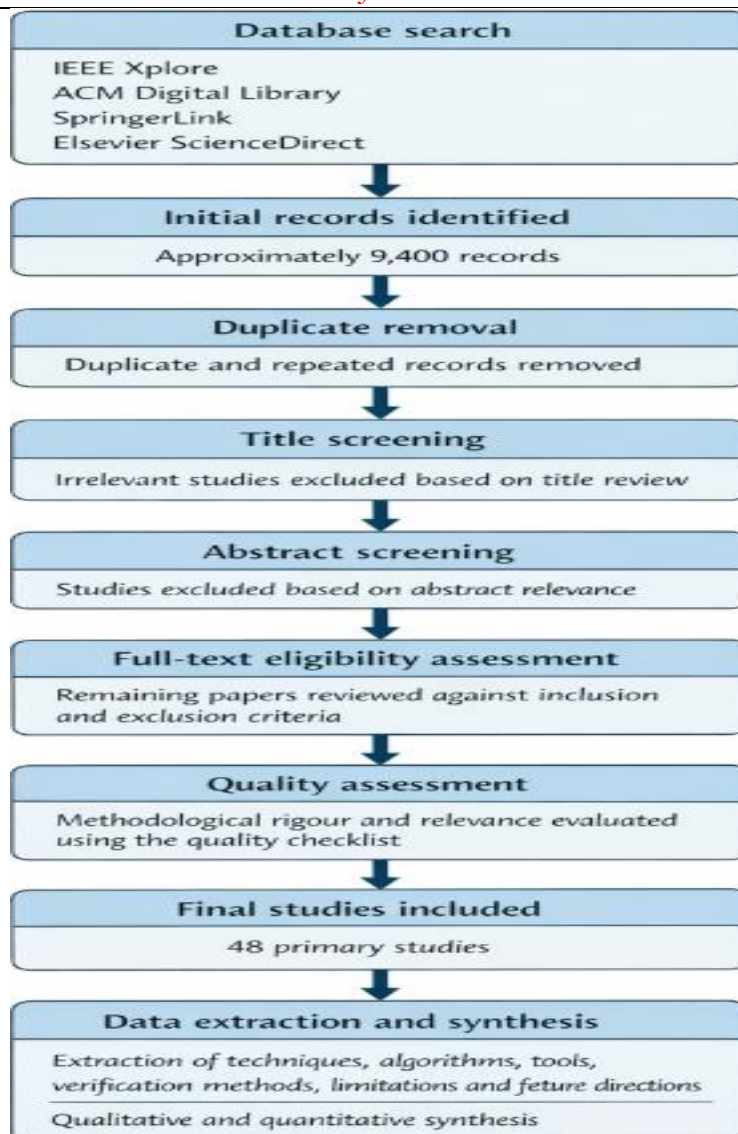 Database search
IEEE Xplore
ACM Digital Library
SpringerLink
Elsevier ScienceDirect
Initial records identified
Approximately 9,400 records
Duplicate removal
Duplicate and repeated records removed
Title screening
Irrelevant studies excluded based on title review
Abstract screening
Studies excluded based on abstract relevance
Full-text eligibility assessment
Remaining papers reviewed against inclusion
and exclusion criteria
Quality assessment
Methodological rigour and relevance evaluated
using the quality checklist
Final studies included
48 primary studies
Data extraction and synthesis
Extraction of techniques, algorithms, tools,
verification methods, limitations and feture directions
Qualitative and quantitative synthesis